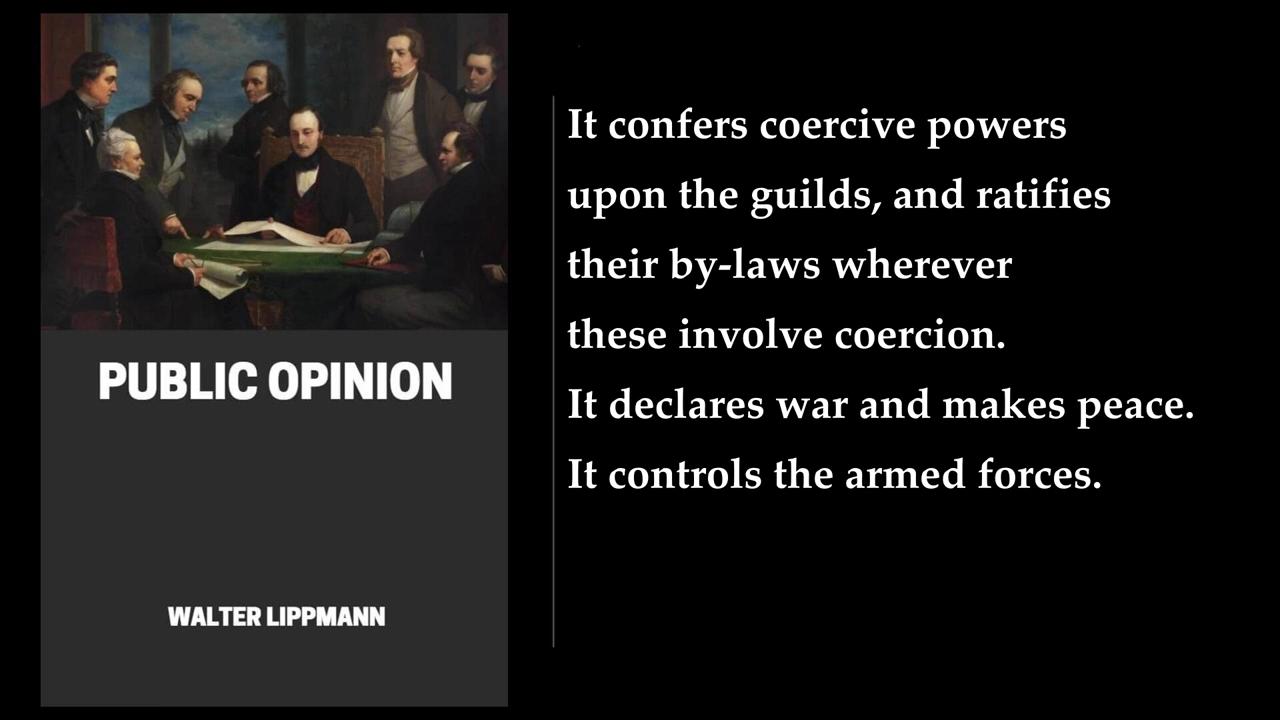 PUBLIC OPINION
WALTER LIPPMANN
It confers coercive powers
upon the guilds, and ratifies
their by-laws wherever
these involve coercion.
It declares war and makes peace.
It controls the armed forces.